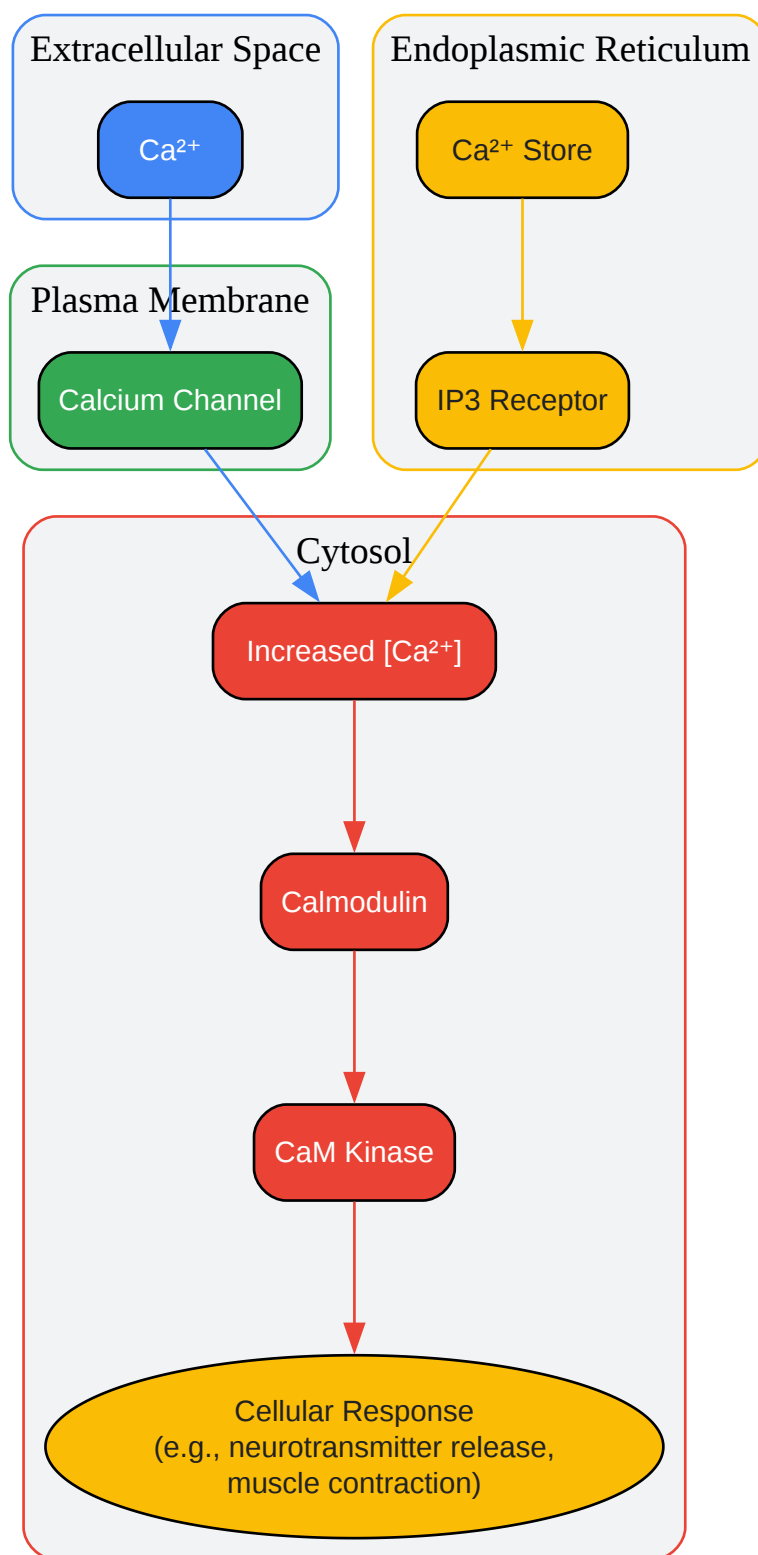 Extracellular Space
Ca²⁺
Endoplasmic Reticulum
Ca²⁺ Store
Plasma Membrane
Calcium Channel
IP3 Receptor
Cytosol
Increased [Ca²⁺]
Calmodulin
CaM Kinase
Cellular Response
(e.g., neurotransmitter release,
muscle contraction)